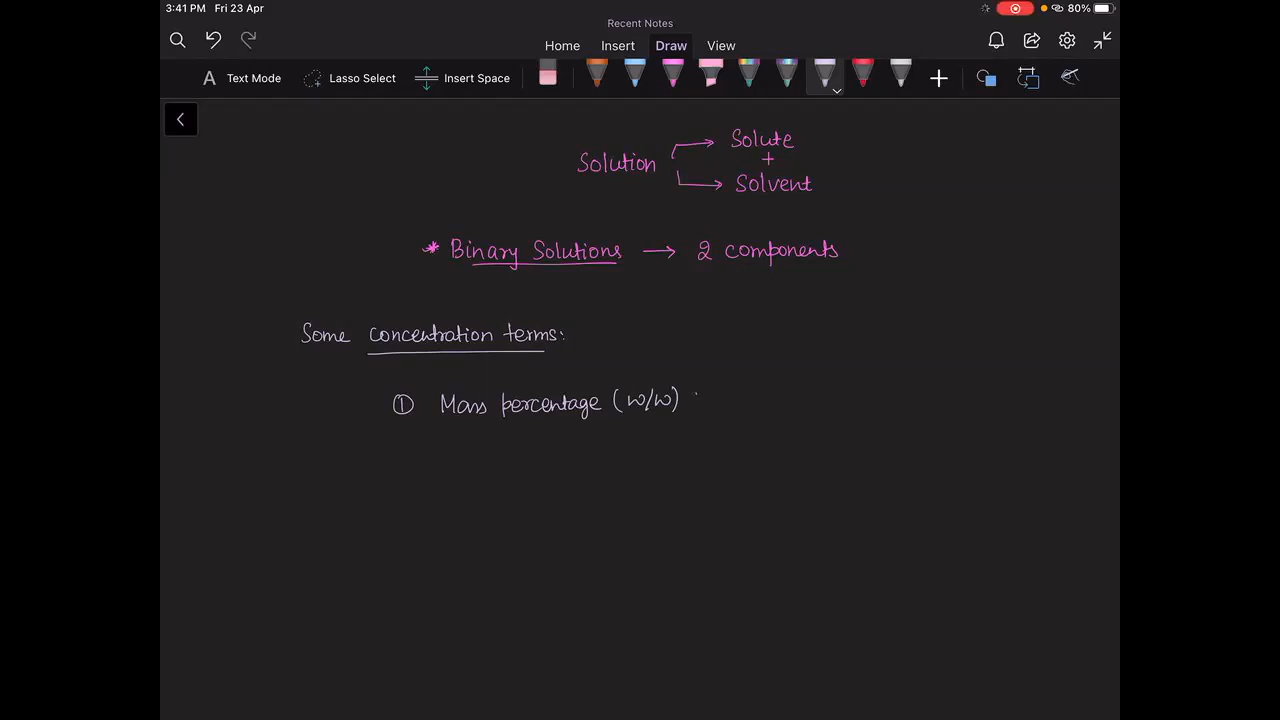 3:41 PM Fri 23 Apr
80%
Recent Notes
Home Insert Draw View
Text Mode Lasso Select Insert Space
Solution → Solute
+
→ Solvent
* Binary Solutions → 2 components
Some concentration terms:
① Mass percentage (w/w)